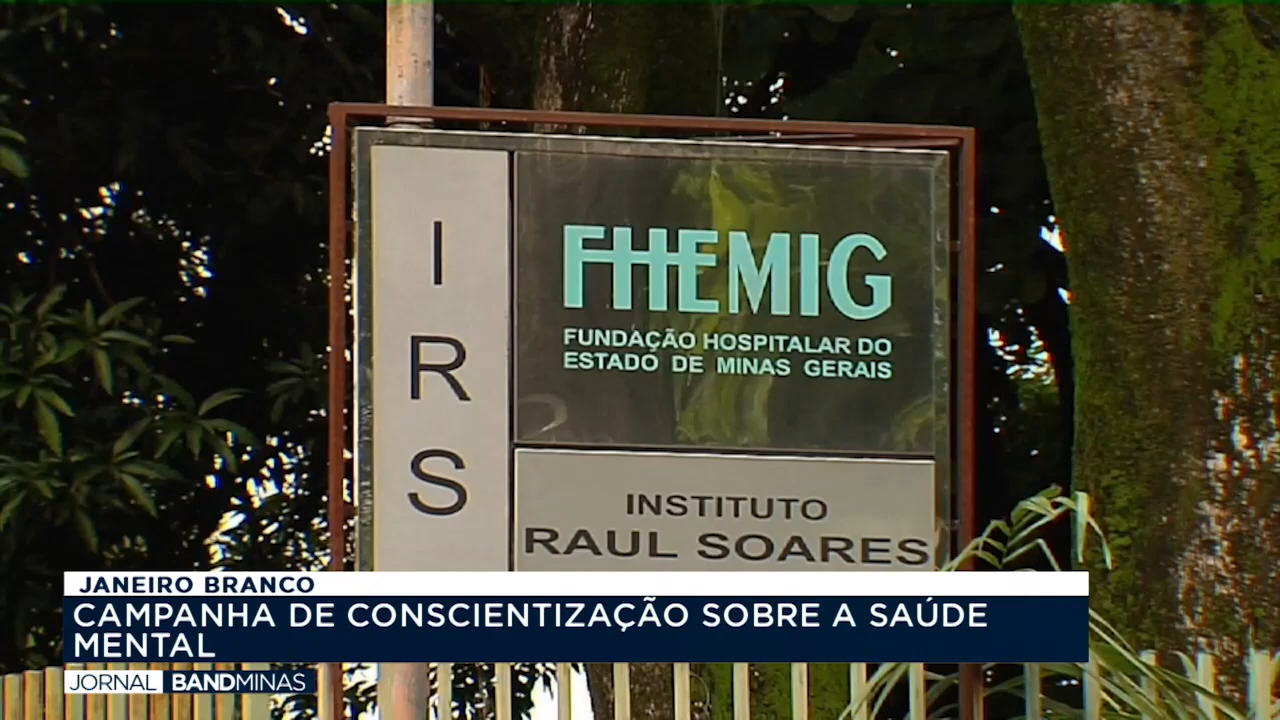 I
R
S
FHEMIG
FUNDAÇÃO HOSPITALAR DO
ESTADO DE MINAS GERAIS
INSTITUTO
RAUL SOARES
JANEIRO BRANCO
CAMPANHA DE CONSCIENTIZAÇÃO SOBRE A SAÚDE
MENTAL
JORNAL BANDMINAS